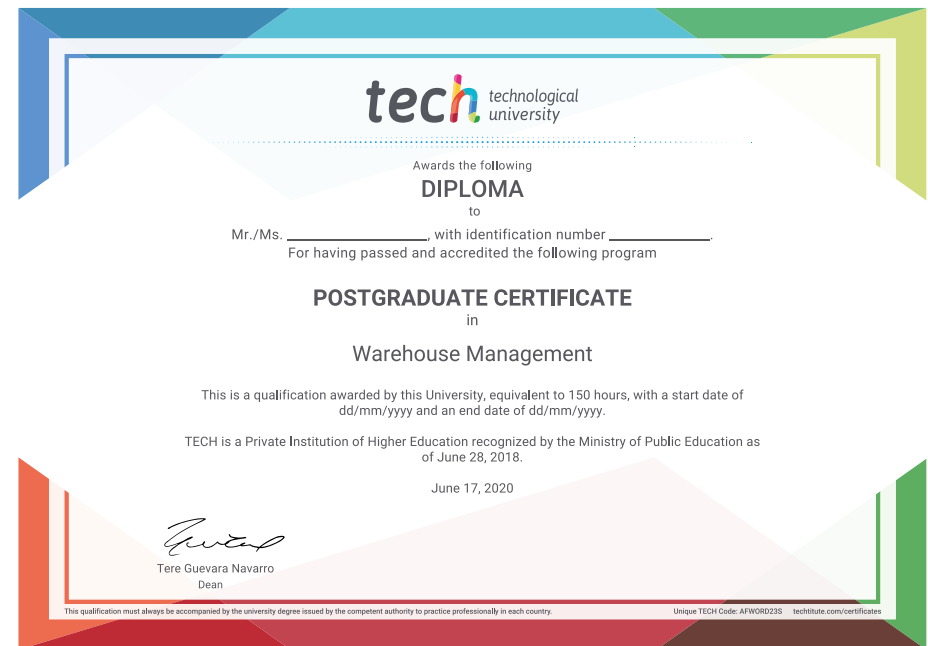 tech technological
university
Awards the following
DIPLOMA
to
Mr./Ms. ____________, with identification number ____________.
For having passed and accredited the following program
POSTGRADUATE CERTIFICATE
in
Warehouse Management
This is a qualification awarded by this University, equivalent to 150 hours, with a start date of
dd/mm/yyyy and an end date of dd/mm/yyyy.
TECH is a Private Institution of Higher Education recognized by the Ministry of Public Education as
of June 28, 2018.
June 17, 2020
Tere Guevara Navarro
Dean
This qualification must always be accompanied by the university degree issued by the competent authority to practice professionally in each country. Unique TECH Code: AFWORD23S techtitute.com/certificates